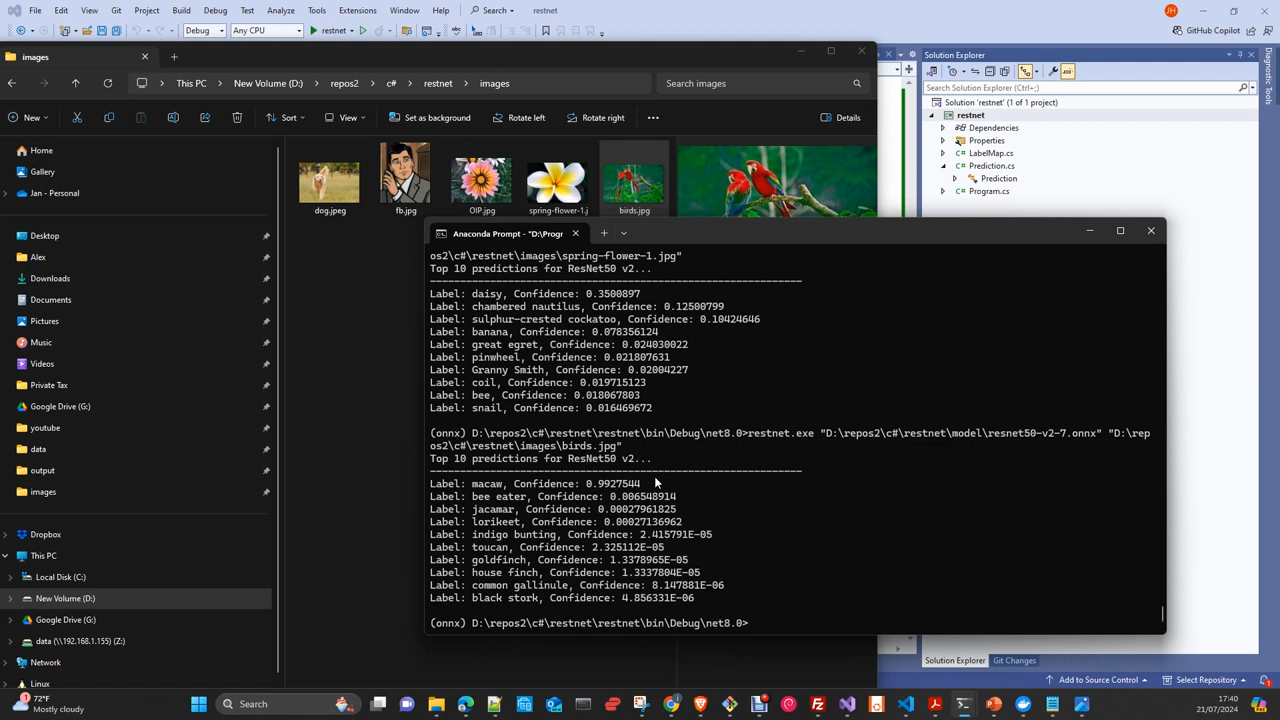 File Edit View Git Project Build Debug Test Analyze Tools Extensions Window Help Search restnet JH
Debug Any CPU restnet GitHub Copilot
images
Solution Explorer
New Volume (D:) repos2 c# restnet images Search images
Search Solution Explorer (Ctrl+;)
Solution 'restnet' (1 of 1 project)
restnet
Dependencies
Properties
LabelMap.cs
Prediction.cs
Prediction
Program.cs
Diagnostic Tools
New Sort View Set as background Rotate left Rotate right Details
Home
Gallery
Jan - Personal
Desktop
Alex
Downloads
Documents
Pictures
Music
Videos
Private Tax
Google Drive (G:)
youtube
data
output
images
Dropbox
This PC
Local Disk (C:)
New Volume (D:)
Google Drive (G:)
data (\\192.168.1.155) (Z:)
Network
Linux
dog.jpeg fb.jpg OIP.jpg spring-flower-1.j birds.jpg
Anaconda Prompt - "D:\Progr
os2\c#\restnet\images\spring-flower-1.jpg"
Top 10 predictions for ResNet50 v2...
--------------------------------------------------------------
Label: daisy, Confidence: 0.3500897
Label: chambered nautilus, Confidence: 0.12500799
Label: sulphur-crested cockatoo, Confidence: 0.10424646
Label: banana, Confidence: 0.078356124
Label: great egret, Confidence: 0.024030022
Label: pinwheel, Confidence: 0.021807631
Label: Granny Smith, Confidence: 0.02004227
Label: coil, Confidence: 0.019715123
Label: bee, Confidence: 0.018067803
Label: snail, Confidence: 0.016469672
(onnx) D:\repos2\c#\restnet\restnet\bin\Debug\net8.0>restnet.exe "D:\repos2\c#\restnet\model\resnet50-v2-7.onnx" "D:\rep
os2\c#\restnet\images\birds.jpg
Top 10 predictions for ResNet50 v2...
--------------------------------------------------------------
Label: macaw, Confidence: 0.9927544
Label: bee eater, Confidence: 0.006548914
Label: jacamar, Confidence: 0.00027961825
Label: lorikeet, Confidence: 0.00027136962
Label: indigo bunting, Confidence: 2.415791E-05
Label: toucan, Confidence: 2.325112E-05
Label: goldfinch, Confidence: 1.3378965E-05
Label: house finch, Confidence: 1.3337804E-05
Label: common gallinule, Confidence: 8.147881E-06
Label: black stork, Confidence: 4.856331E-06
(onnx) D:\repos2\c#\restnet\restnet\bin\Debug\net8.0>
Solution Explorer Git Changes
Add to Source Control Select Repository
72°F
Mostly cloudy
Search
17:40
21/07/2024